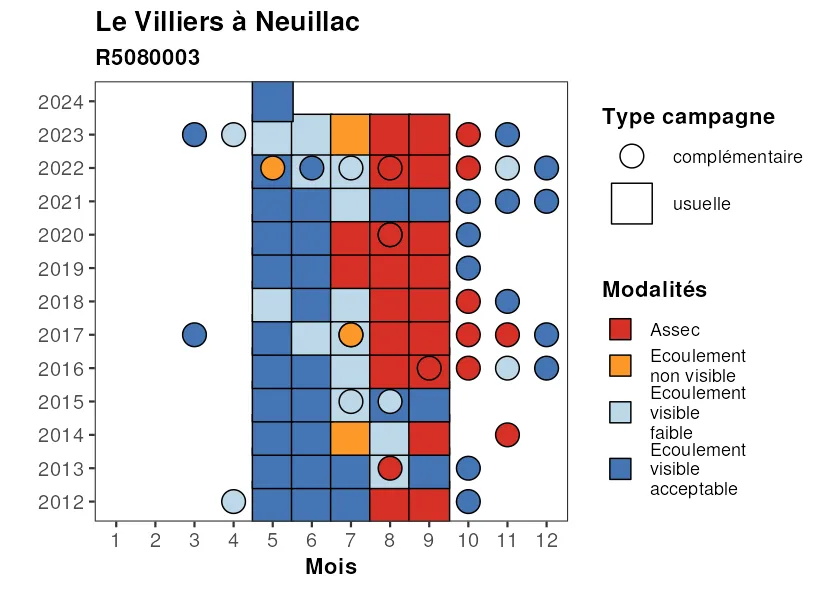 Le Villiers à Neuillac
R5080003
2024
2023
2022
2021
2020
2019
2018
2017
2016
2015
2014
2013
2012
1 2 3 4 5 6 7 8 9 10 11 12
Mois
Type campagne
complémentaire
usuelle
Modalités
Assec
Ecoulement
non visible
Ecoulement
visible
faible
Ecoulement
visible
acceptable